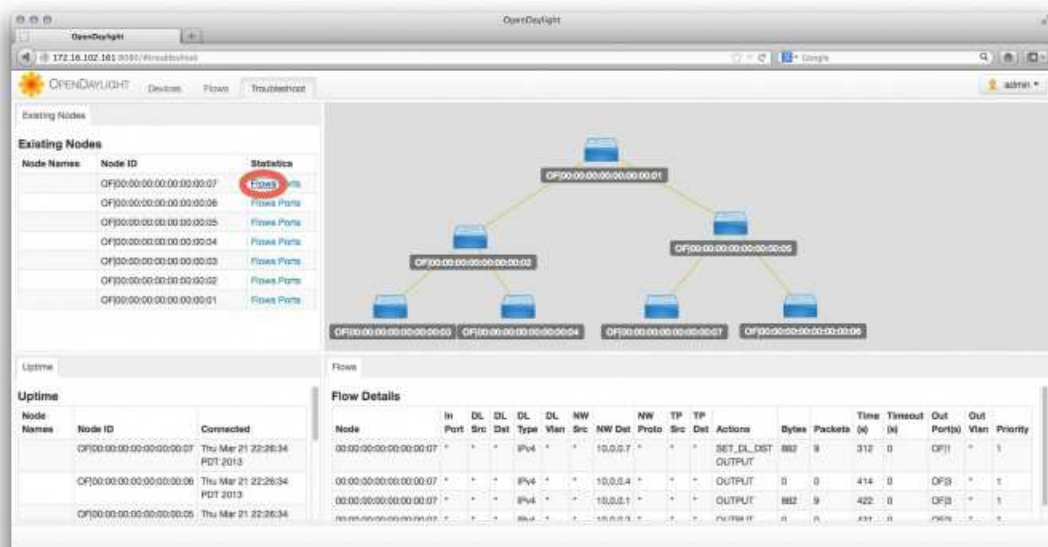 OpenDaylight
OpenDaylight
172.16.102.161:8080/#troubleshoot
Google
OPENDAYLIGHT Devices Flows Troubleshoot admin
Existing Nodes
Existing Nodes
Node Names Node ID Statistics
OF|00:00:00:00:00:00:00:07 Flows Ports
OF|00:00:00:00:00:00:00:06 Flows Ports
OF|00:00:00:00:00:00:00:05 Flows Ports
OF|00:00:00:00:00:00:00:04 Flows Ports
OF|00:00:00:00:00:00:00:03 Flows Ports
OF|00:00:00:00:00:00:00:02 Flows Ports
OF|00:00:00:00:00:00:00:01 Flows Ports
OF|00:00:00:00:00:00:00:01
OF|00:00:00:00:00:00:00:02
OF|00:00:00:00:00:00:00:05
OF|00:00:00:00:00:00:00:03
OF|00:00:00:00:00:00:00:04
OF|00:00:00:00:00:00:00:07
OF|00:00:00:00:00:00:00:06
Uptime
Uptime
Node Names Node ID Connected
OF|00:00:00:00:00:00:00:07 Thu Mar 21 22:26:34
PDT 2013
OF|00:00:00:00:00:00:00:06 Thu Mar 21 22:26:34
PDT 2013
OF|00:00:00:00:00:00:00:05 Thu Mar 21 22:26:34
Flows
Flow Details
Node In Port DL Src DL Dst DL Type DL Vlan NW Src NW Dst NW Proto TP Src TP Dst Actions Bytes Packets Time (s) Timeout (s) Out Port(s) Out Vlan Priority
00:00:00:00:00:00:00:07 * * * IPv4 * * 10.0.0.7 * * * SET_DL_DST OUTPUT 882 9 312 0 OF|1 * 1
00:00:00:00:00:00:00:07 * * * IPv4 * * 10.0.0.4 * * * OUTPUT 0 0 414 0 OF|3 * 1
00:00:00:00:00:00:00:07 * * * IPv4 * * 10.0.0.1 * * * OUTPUT 882 9 422 0 OF|3 * 1